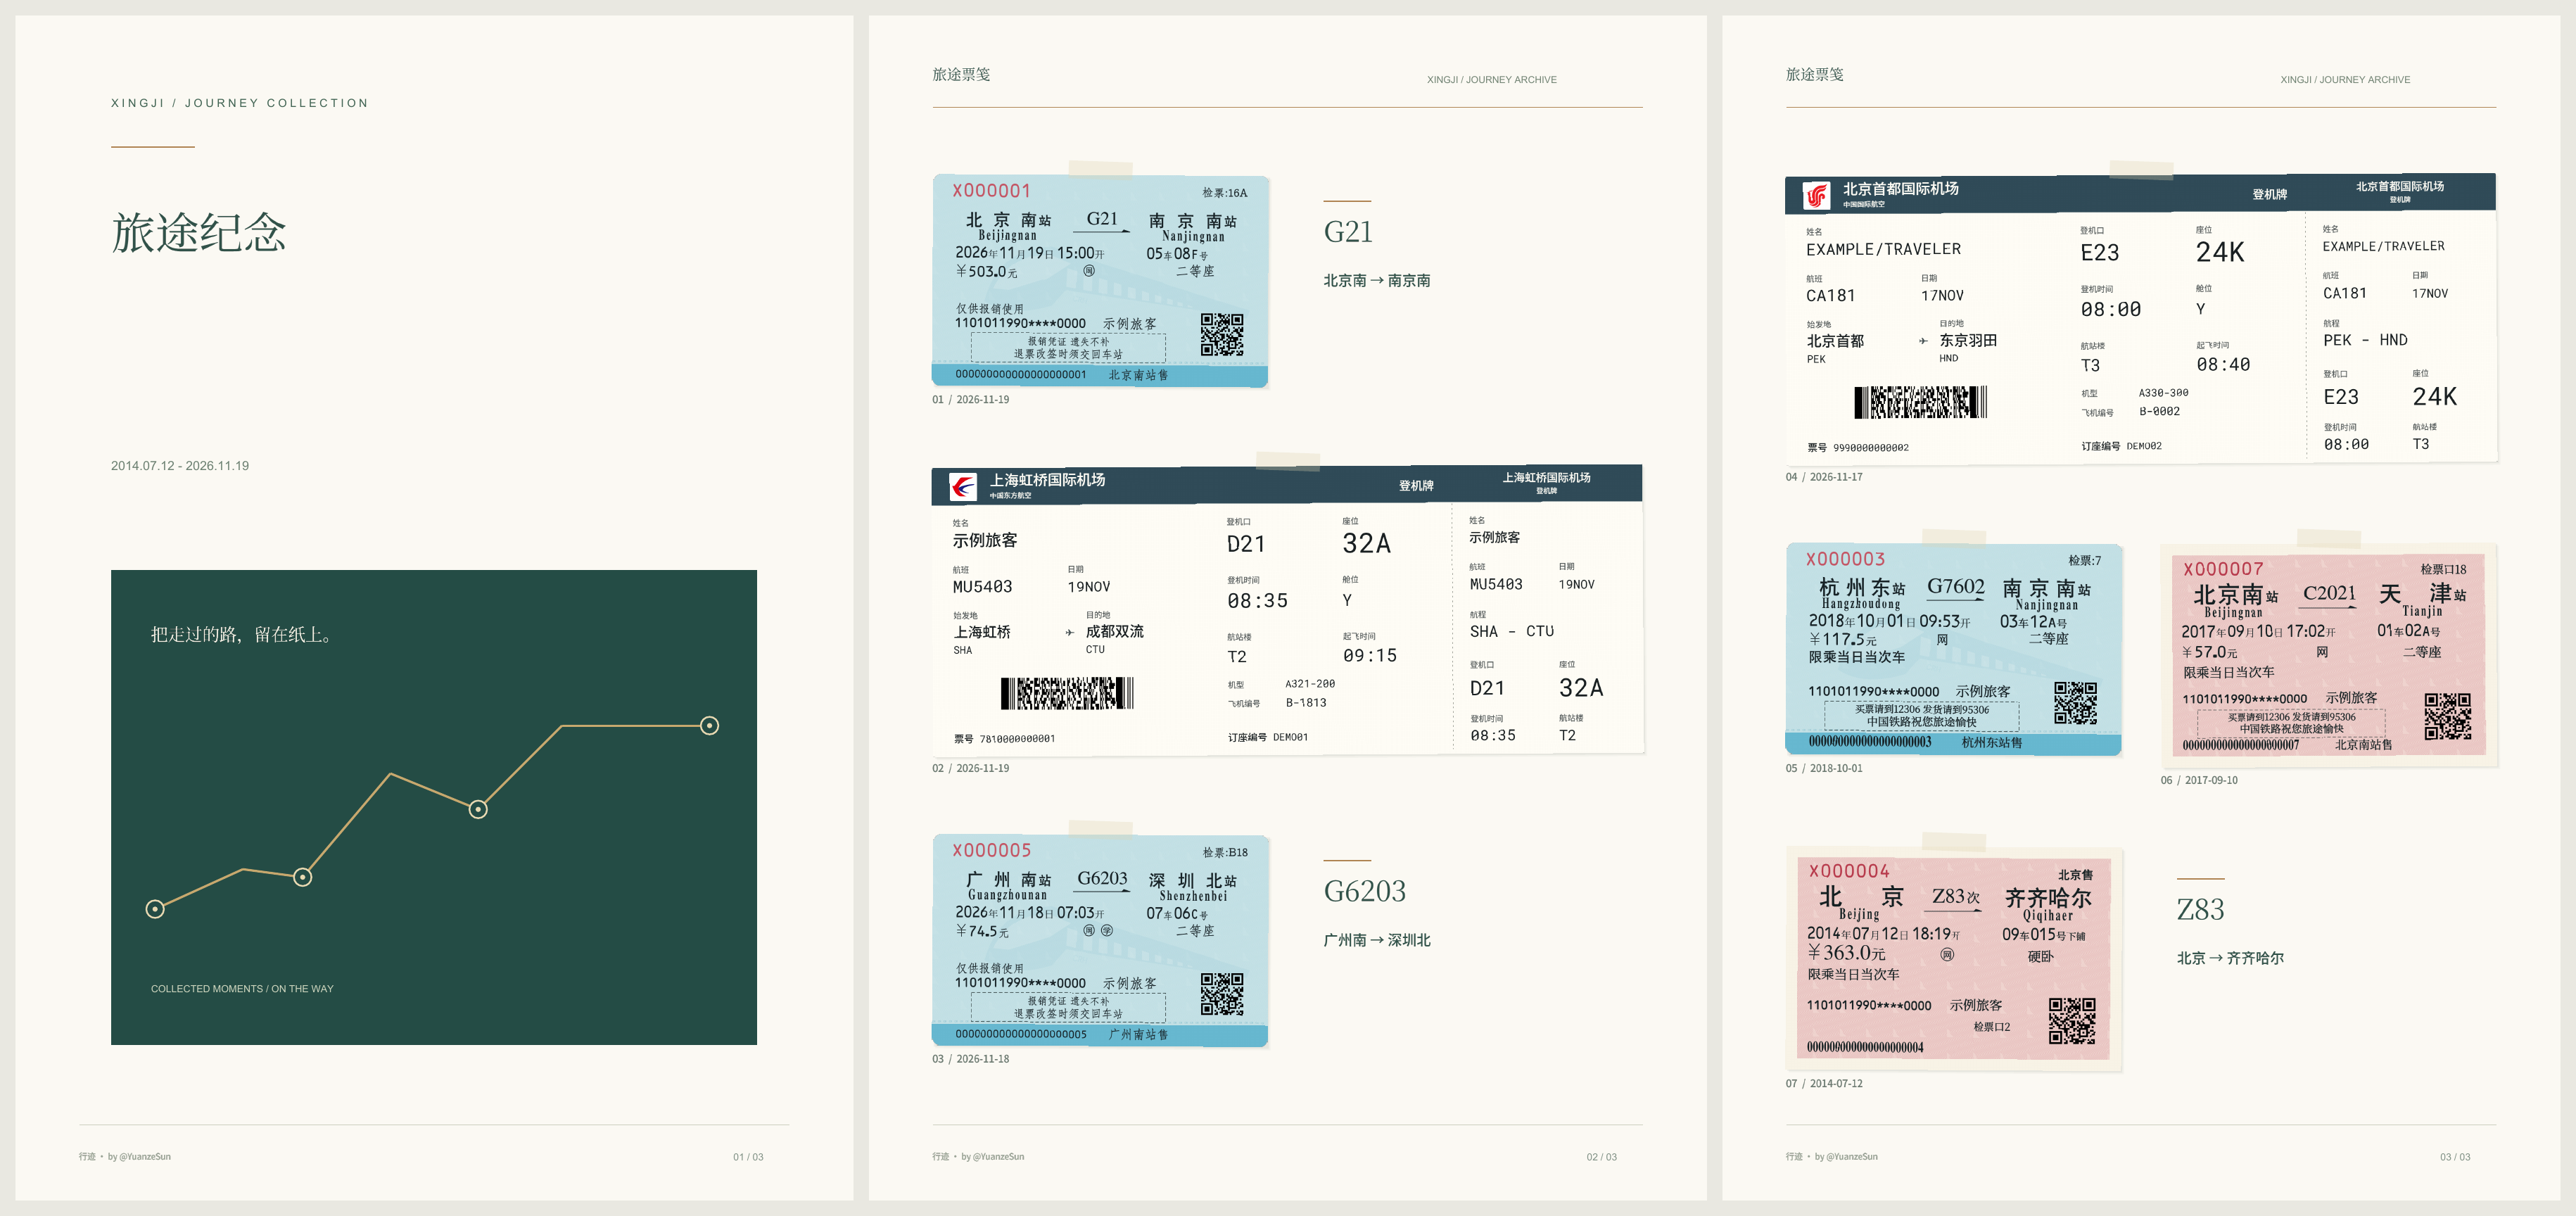 XINGJI / JOURNEY COLLECTION
旅途纪念
2014.07.12 - 2026.11.19
把走过的路，留在纸上。
COLLECTED MOMENTS / ON THE WAY
行迹 • by @YuanzeSun
01 / 03
旅途票笺
XINGJI / JOURNEY ARCHIVE
X000001 检票:16A
北京南站 G21 南京南站
Beijingnan Nanjingnan
2026年11月19日 15:00开 05车08F号
￥503.0元 网 二等座
仅供报销使用
1101011990****0000 示例旅客
报销凭证 遗失不补
退票改签时须交回车站
000000000000000000001 北京南站售
01 / 2026-11-19
G21
北京南 → 南京南
上海虹桥国际机场 登机牌 上海虹桥国际机场
中国东方航空 登机牌
姓名 登机口 座位 姓名
示例旅客 D21 32A 示例旅客
航班 日期 登机时间 舱位 航班 日期
MU5403 19NOV 08:35 Y MU5403 19NOV
始发地 目的地 航站楼 起飞时间 航程
上海虹桥 ✈ 成都双流 T2 09:15 SHA - CTU
SHA CTU
登机口 座位
机型 A321-200 D21 32A
飞机编号 B-1813
登机时间 航站楼
票号 7810000000001 订座编号 DEMO01 08:35 T2
02 / 2026-11-19
X000005 检票:B18
广州南站 G6203 深圳北站
Guangzhounan Shenzhenbei
2026年11月18日 07:03开 07车06C号
￥74.5元 网 学 二等座
仅供报销使用
1101011990****0000 示例旅客
报销凭证 遗失不补
退票改签时须交回车站
000000000000000000005 广州南站售
03 / 2026-11-18
G6203
广州南 → 深圳北
行迹 • by @YuanzeSun
02 / 03
旅途票笺
XINGJI / JOURNEY ARCHIVE
北京首都国际机场 登机牌 北京首都国际机场
中国国际航空 登机牌
姓名 登机口 座位 姓名
EXAMPLE/TRAVELER E23 24K EXAMPLE/TRAVELER
航班 日期 登机时间 舱位 航班 日期
CA181 17NOV 08:00 Y CA181 17NOV
始发地 目的地 航站楼 起飞时间 航程
北京首都 ✈ 东京羽田 T3 08:40 PEK - HND
PEK HND
登机口 座位
机型 A330-300 E23 24K
飞机编号 B-0002
登机时间 航站楼
票号 9990000000002 订座编号 DEMO02 08:00 T3
04 / 2026-11-17
X000003 检票:7
杭州东站 G7602 南京南站
Hangzhoudong Nanjingnan
2018年10月01日 09:53开 03车12A号
￥117.5元 网 二等座
限乘当日当次车
1101011990****0000 示例旅客
买票请到12306 发货请到95306
中国铁路祝您旅途愉快
000000000000000000003 杭州东站售
05 / 2018-10-01
X000007 检票口18
北京南站 C2021 天津站
Beijingnan Tianjin
2017年09月10日 17:02开 01车02A号
￥57.0元 网 二等座
限乘当日当次车
1101011990****0000 示例旅客
买票请到12306 发货请到95306
中国铁路祝您旅途愉快
000000000000000000007 北京南站售
06 / 2017-09-10
X000004 北京售
北京 Z83次 齐齐哈尔
Beijing Qiqihaer
2014年07月12日 18:19开 09车015号下铺
￥363.0元 网 硬卧
限乘当日当次车
1101011990****0000 示例旅客
检票口2
000000000000000000004
07 / 2014-07-12
Z83
北京 → 齐齐哈尔
行迹 • by @YuanzeSun
03 / 03